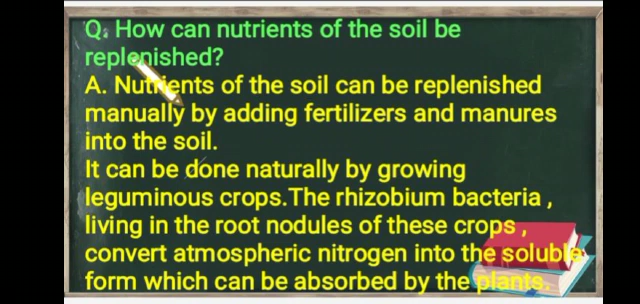 Q. How can nutrients of the soil be
replenished?
A. Nutrients of the soil can be replenished
manually by adding fertilizers and manures
into the soil.
It can be done naturally by growing
leguminous crops.The rhizobium bacteria ,
living in the root nodules of these crops ,
convert atmospheric nitrogen into the soluble
form which can be absorbed by the plants.